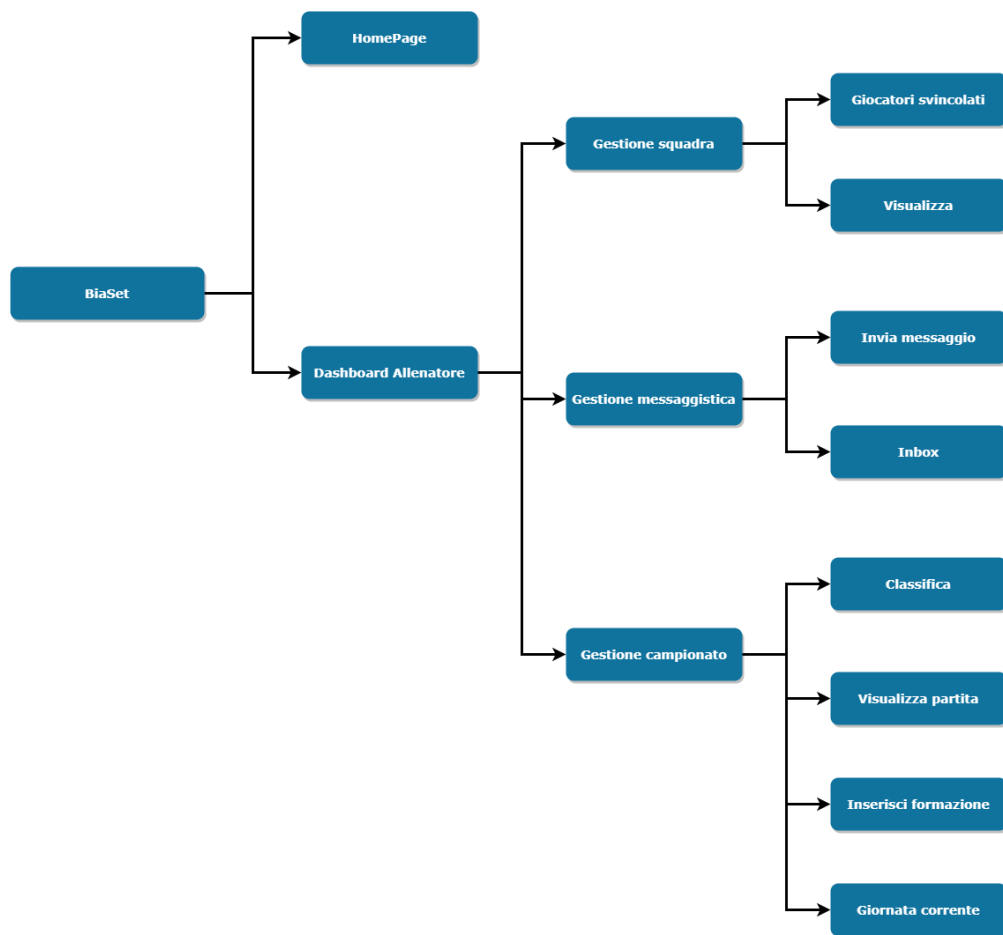 HomePage
Giocatori svincolati
Gestione squadra
Visualizza
BiaSet
Invia messaggio
Dashboard Allenatore
Gestione messaggistica
Inbox
Classifica
Gestione campionato
Visualizza partita
Inserisci formazione
Giornata corrente